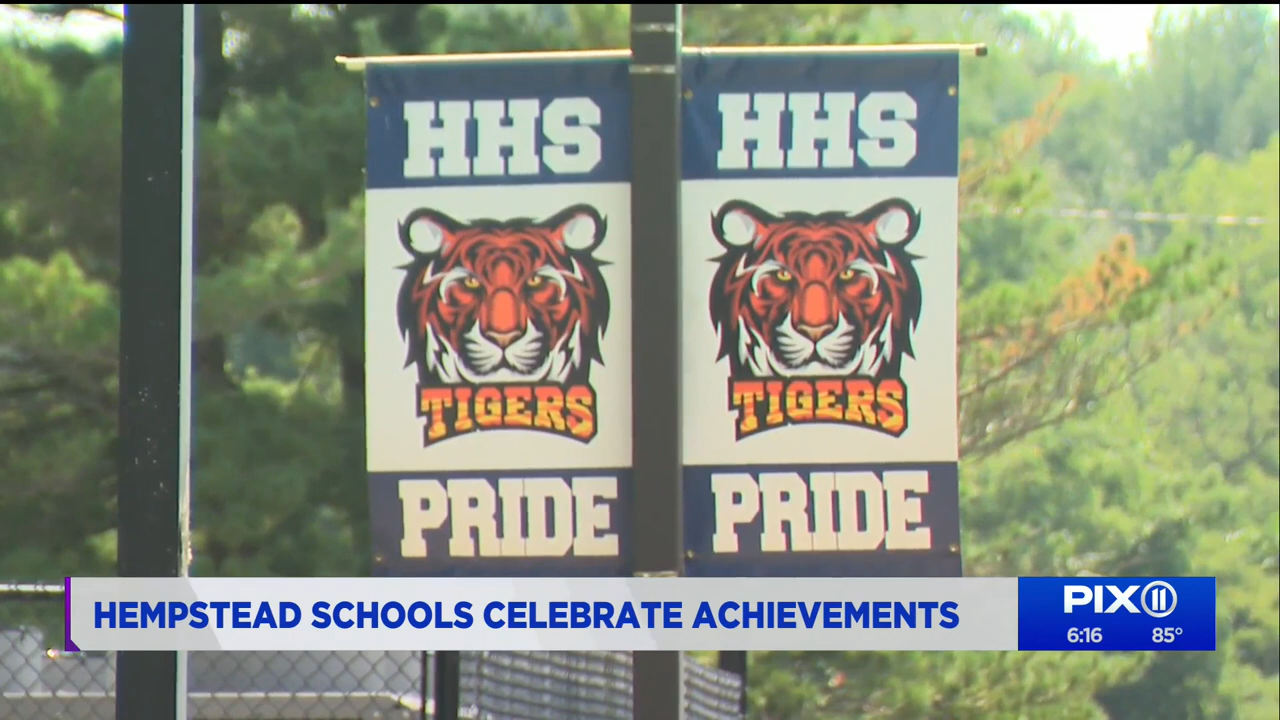 HHS
TIGERS
PRIDE
HHS
TIGERS
PRIDE
HEMPSTEAD SCHOOLS CELEBRATE ACHIEVEMENTS
PIX11
6:16 85°